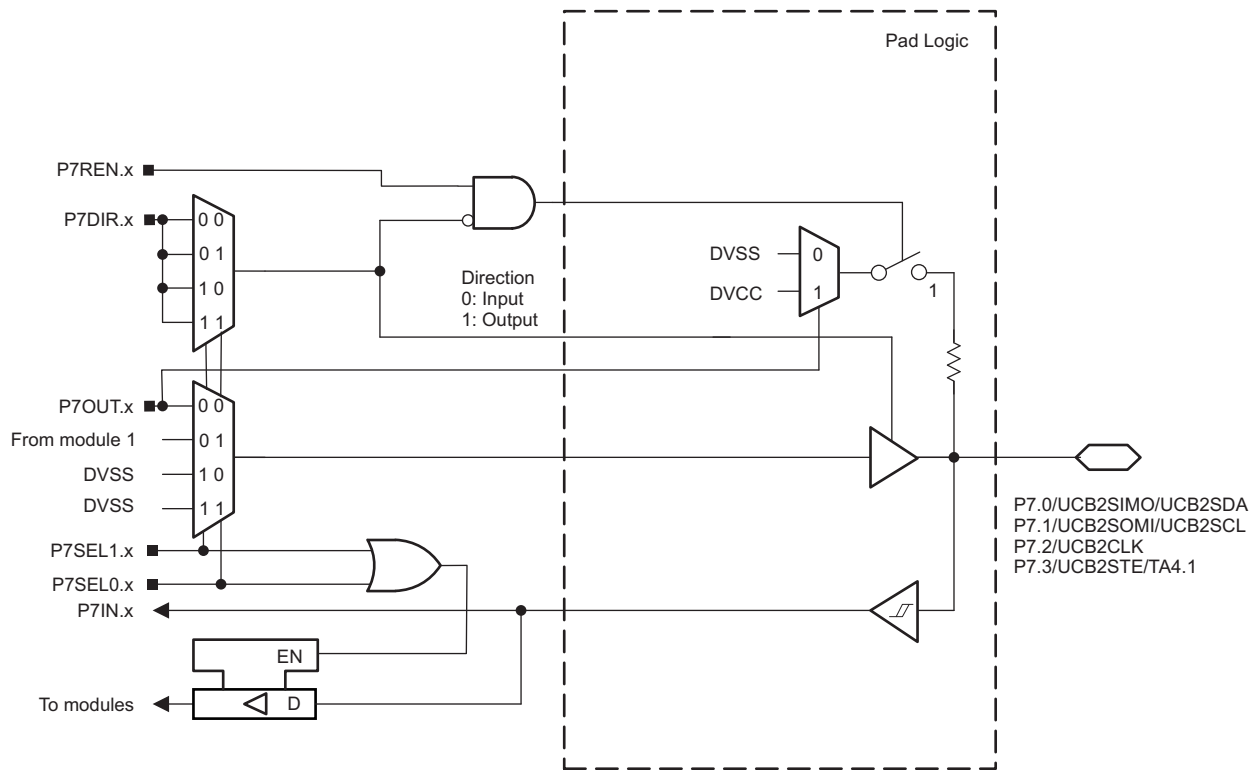 Pad Logic
P7REN.x
P7DIR.x
0 0
0 1
1 0
1 1
Direction
0: Input
1: Output
DVSS
0
DVCC
1
1
P7OUT.x
0 0
From module 1
0 1
DVSS
1 0
DVSS
1 1
P7.0/UCB2SIMO/UCB2SDA
P7.1/UCB2SOMI/UCB2SCL
P7.2/UCB2CLK
P7.3/UCB2STE/TA4.1
P7SEL1.x
P7SEL0.x
P7IN.x
EN
To modules
D